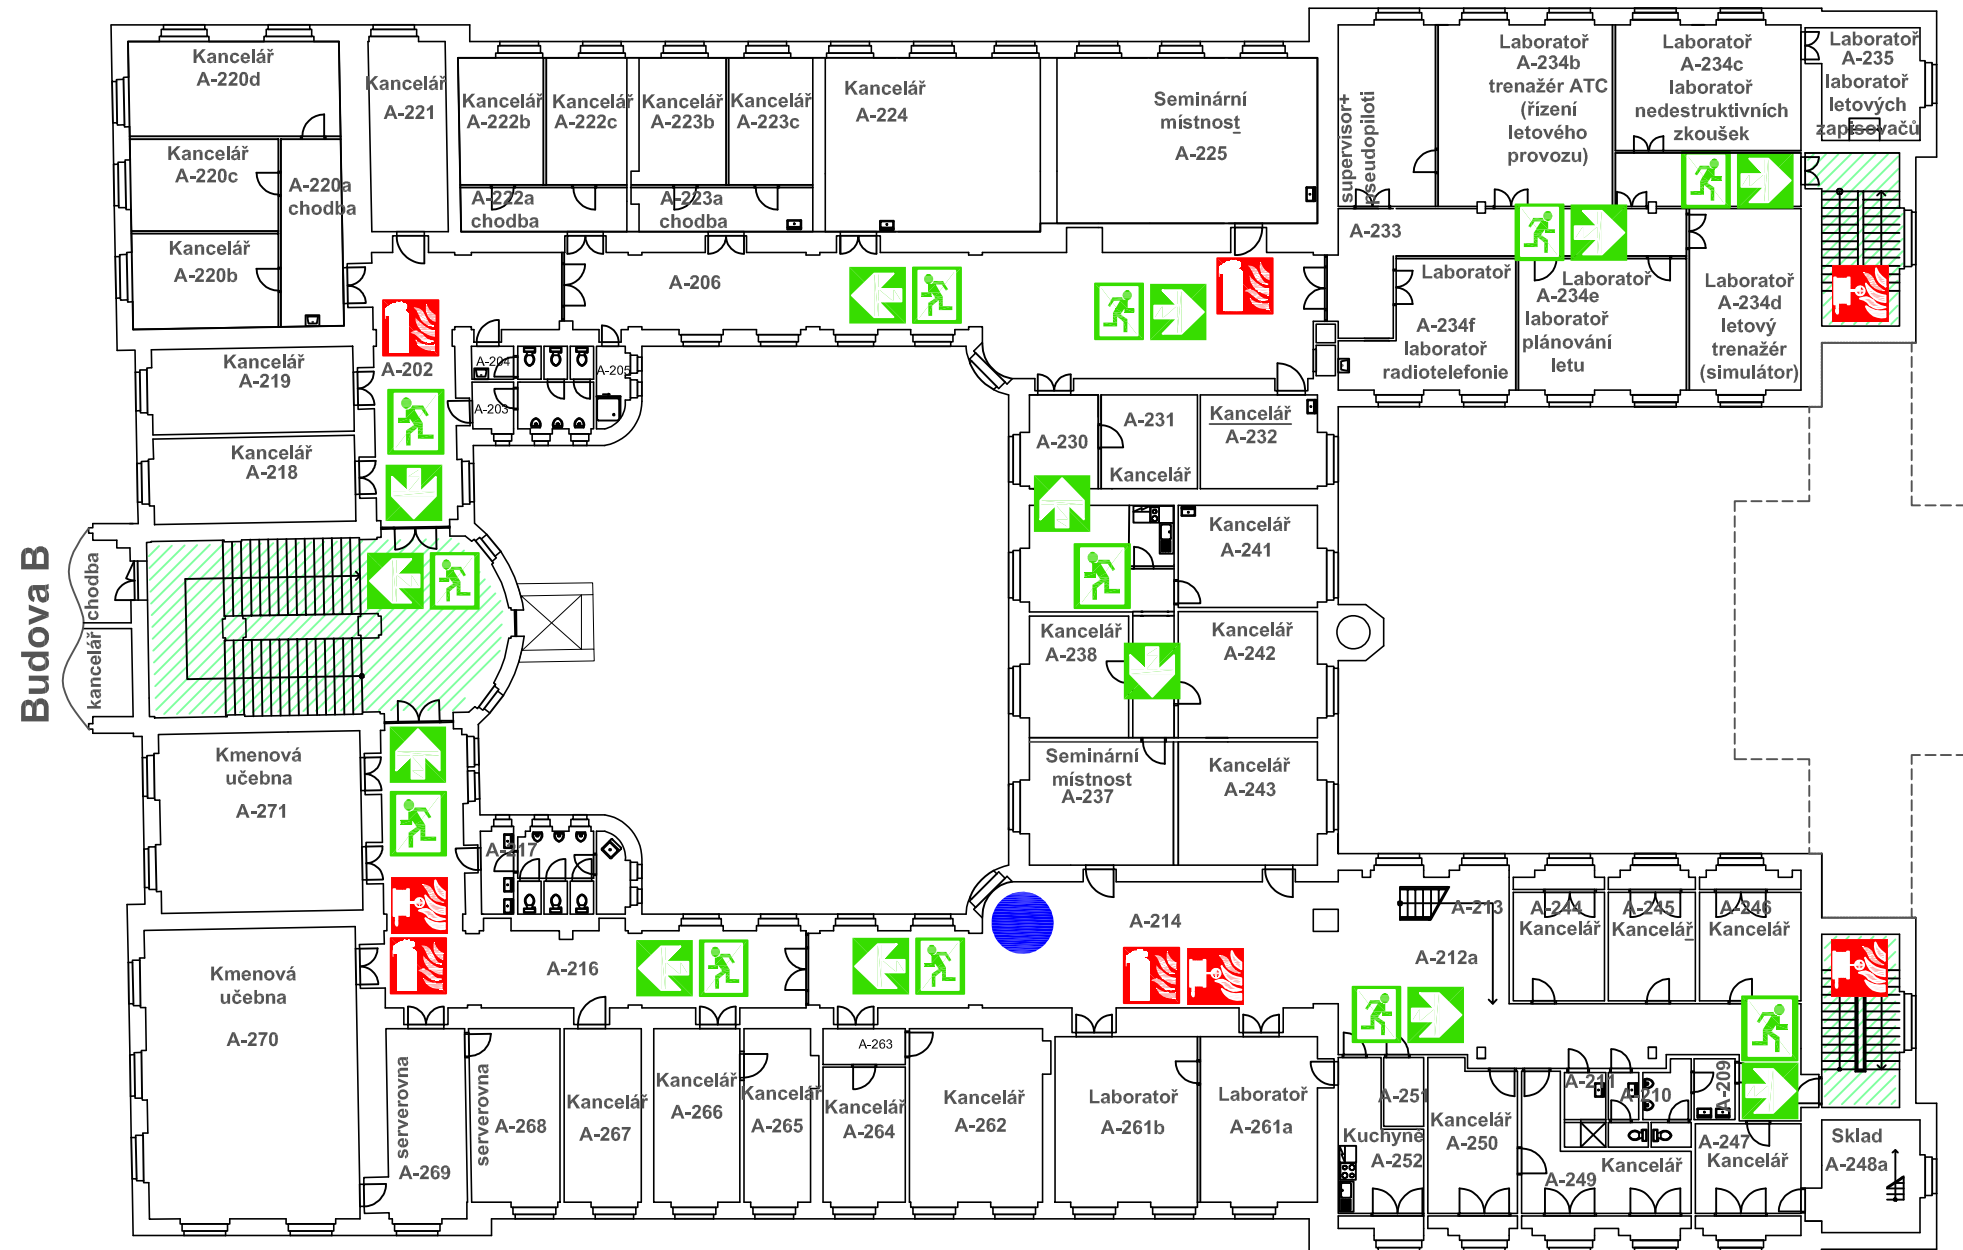 Kancelář
A-220d
Kancelář
A-221
Kancelář
A-222b
Kancelář
A-222c
Kancelář
A-223b
Kancelář
A-223c
Kancelář
A-224
Seminární
místnost
A-225
supervisor+
pseudopiloti
Laboratoř
A-234b
trenažér ATC
(řízení
letového
provozu)
Laboratoř
A-234c
laboratoř
nedestruktivních
zkoušek
Laboratoř
A-235
laboratoř
letových
zapisovačů
Kancelář
A-220c
A-220a
chodba
A-222a
chodba
A-223a
chodba
Kancelář
A-220b
A-206
A-233
Laboratoř
A-234f
laboratoř
radiotelefonie
Laboratoř
A-234e
laboratoř
plánování
letu
Laboratoř
A-234d
letový
trenažér
(simulátor)
Kancelář
A-219
A-202
A-204
A-205
A-203
Kancelář
A-218
A-230
A-231
Kancelář
Kancelář
A-232
Budova B
chodba
kancelář
Kancelář
A-241
Kancelář
A-238
Kancelář
A-242
Seminární
místnost
A-237
Kancelář
A-243
Kmenová
učebna
A-271
A-217
A-214
A-213
A-212a
A-244
Kancelář
A-245
Kancelář
A-246
Kancelář
Kmenová
učebna
A-270
A-216
serverovna
A-269
serverovna
A-268
Kancelář
A-267
Kancelář
A-266
Kancelář
A-265
A-263
Kancelář
A-264
Kancelář
A-262
Laboratoř
A-261b
Laboratoř
A-261a
A-251
Kuchyně
A-252
Kancelář
A-250
A-211
A-210
A-209
A-249
Kancelář
A-247
Kancelář
Sklad
A-248a